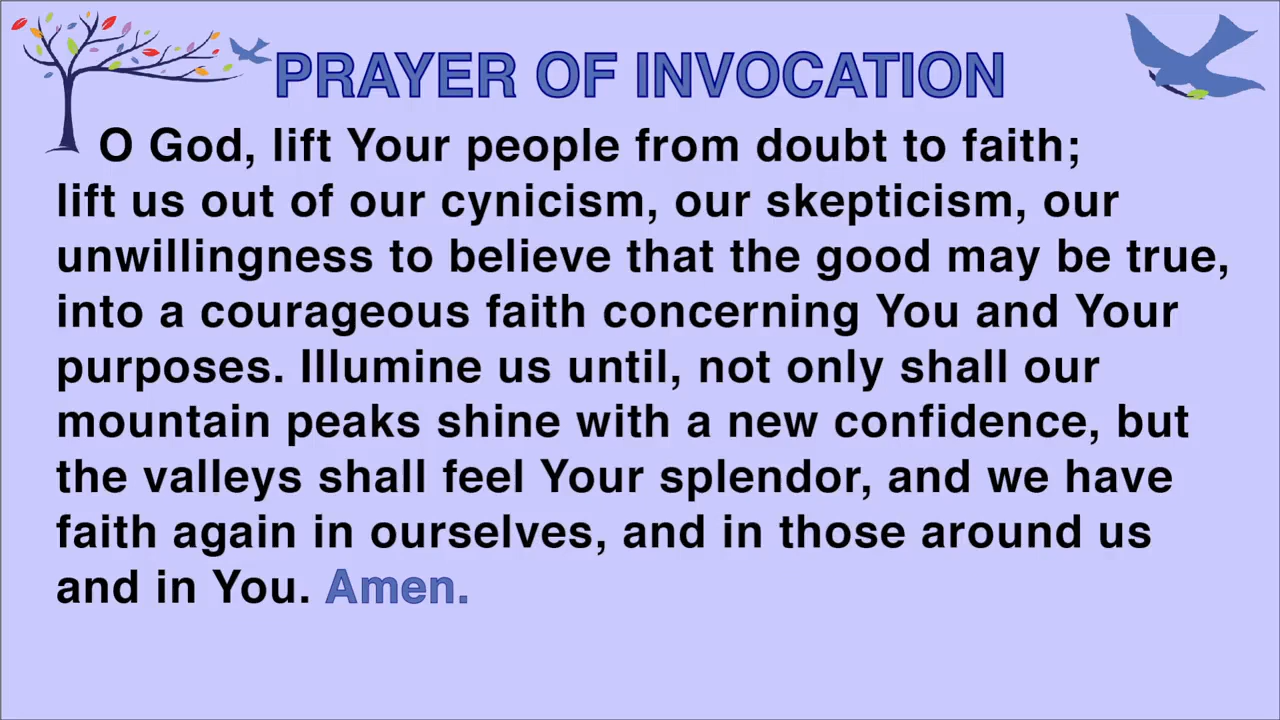 PRAYER OF INVOCATION
O God, lift Your people from doubt to faith;
lift us out of our cynicism, our skepticism, our
unwillingness to believe that the good may be true,
into a courageous faith concerning You and Your
purposes. Illumine us until, not only shall our
mountain peaks shine with a new confidence, but
the valleys shall feel Your splendor, and we have
faith again in ourselves, and in those around us
and in You. Amen.